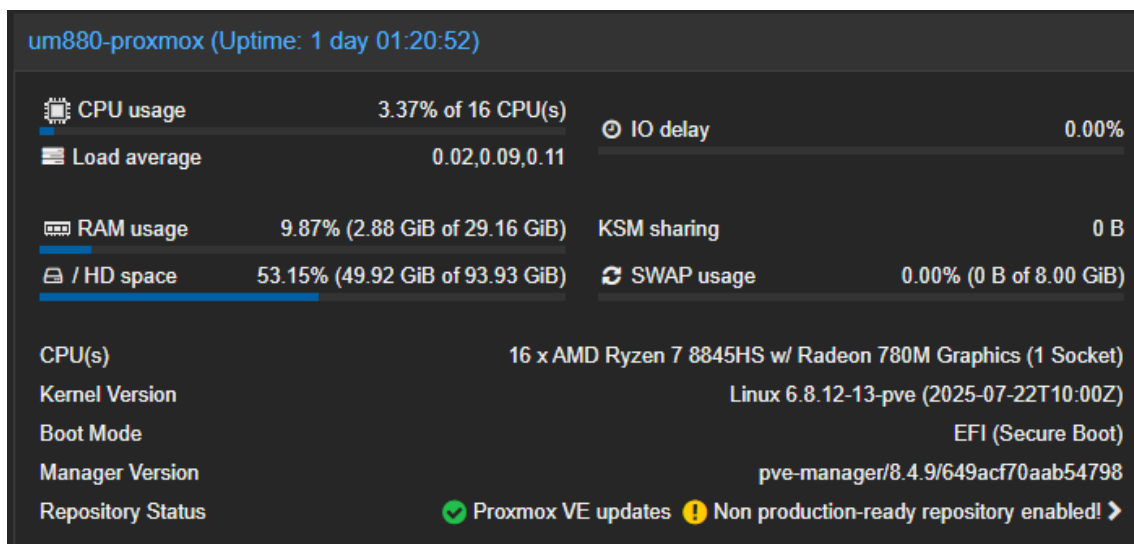 um880-proxmox (Uptime: 1 day 01:20:52)
CPU usage 3.37% of 16 CPU(s)
IO delay 0.00%
Load average 0.02,0.09,0.11
RAM usage 9.87% (2.88 GiB of 29.16 GiB)
KSM sharing 0 B
/ HD space 53.15% (49.92 GiB of 93.93 GiB)
SWAP usage 0.00% (0 B of 8.00 GiB)
CPU(s) 16 x AMD Ryzen 7 8845HS w/ Radeon 780M Graphics (1 Socket)
Kernel Version Linux 6.8.12-13-pve (2025-07-22T10:00Z)
Boot Mode EFI (Secure Boot)
Manager Version pve-manager/8.4.9/649acf70aab54798
Repository Status Proxmox VE updates Non production-ready repository enabled!